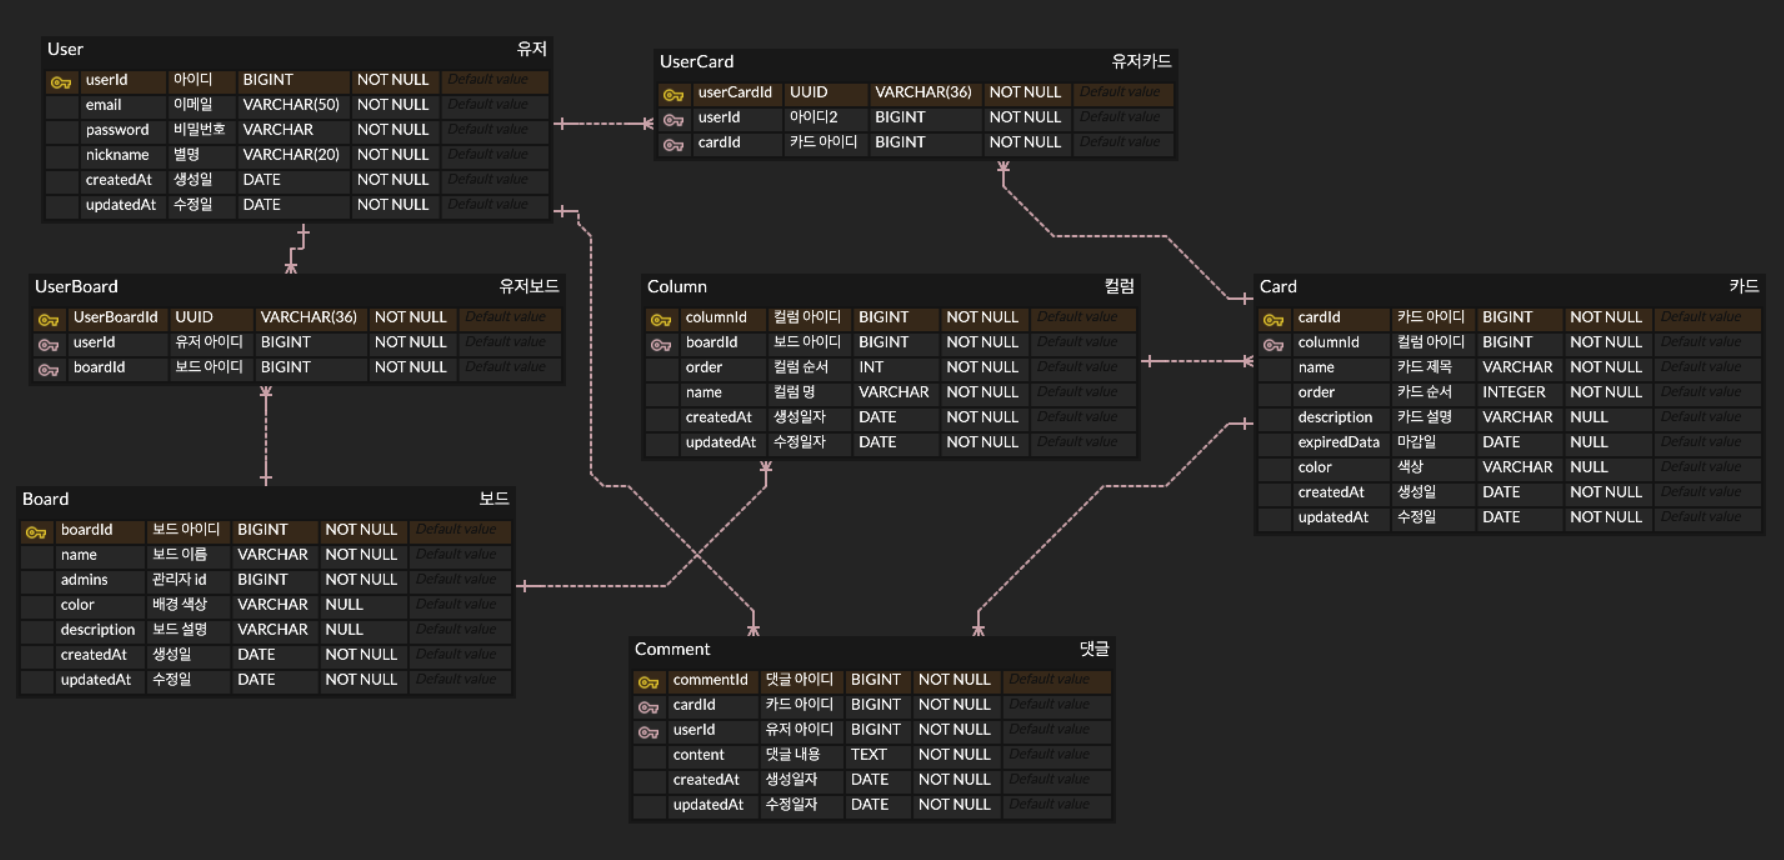 User 유저
userId 아이디 BIGINT NOT NULL Default value
email 이메일 VARCHAR(50) NOT NULL Default value
password 비밀번호 VARCHAR NOT NULL Default value
nickname 별명 VARCHAR(20) NOT NULL Default value
createdAt 생성일 DATE NOT NULL Default value
updatedAt 수정일 DATE NOT NULL Default value
UserCard 유저카드
userCardId UUID VARCHAR(36) NOT NULL Default value
userId 아이디2 BIGINT NOT NULL Default value
cardId 카드 아이디 BIGINT NOT NULL Default value
UserBoard 유저보드
UserBoardId UUID VARCHAR(36) NOT NULL Default value
userId 유저 아이디 BIGINT NOT NULL Default value
boardId 보드 아이디 BIGINT NOT NULL Default value
Column 컬럼
columnId 컬럼 아이디 BIGINT NOT NULL Default value
boardId 보드 아이디 BIGINT NOT NULL Default value
order 컬럼 순서 INT NOT NULL Default value
name 컬럼 명 VARCHAR NOT NULL Default value
createdAt 생성일자 DATE NOT NULL Default value
updatedAt 수정일자 DATE NOT NULL Default value
Card 카드
cardId 카드 아이디 BIGINT NOT NULL Default value
columnId 컬럼 아이디 BIGINT NOT NULL Default value
name 카드 제목 VARCHAR NOT NULL Default value
order 카드 순서 INTEGER NOT NULL Default value
description 카드 설명 VARCHAR NULL Default value
expiredData 마감일 DATE NULL Default value
color 색상 VARCHAR NULL Default value
createdAt 생성일 DATE NOT NULL Default value
updatedAt 수정일 DATE NOT NULL Default value
Board 보드
boardId 보드 아이디 BIGINT NOT NULL Default value
name 보드 이름 VARCHAR NOT NULL Default value
admins 관리자 id BIGINT NOT NULL Default value
color 배경 색상 VARCHAR NULL Default value
description 보드 설명 VARCHAR NULL Default value
createdAt 생성일 DATE NOT NULL Default value
updatedAt 수정일 DATE NOT NULL Default value
Comment 댓글
commentId 댓글 아이디 BIGINT NOT NULL Default value
cardId 카드 아이디 BIGINT NOT NULL Default value
userId 유저 아이디 BIGINT NOT NULL Default value
content 댓글 내용 TEXT NOT NULL Default value
createdAt 생성일자 DATE NOT NULL Default value
updatedAt 수정일자 DATE NOT NULL Default value